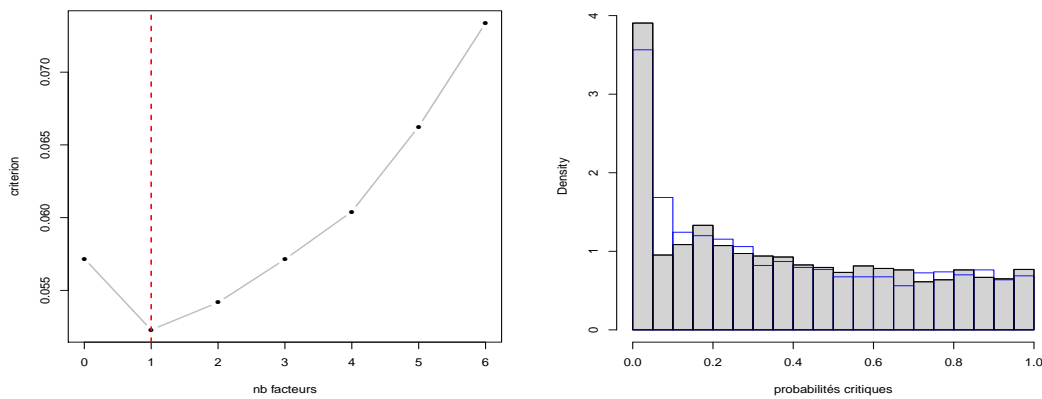 criterion
0.070
0.065
0.060
0.055
0 1 2 3 4 5 6
nb facteurs
Density
4
3
2
1
0
0.0 0.2 0.4 0.6 0.8 1.0
probabilités critiques